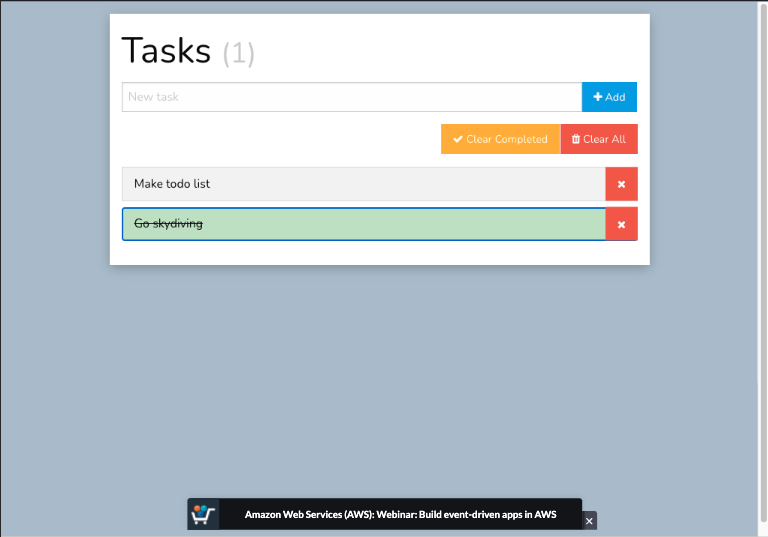 Tasks (1)
New task
Add
Clear Completed
Clear All
Make todo list
Go skydiving
Amazon Web Services (AWS): Webinar: Build event-driven apps in AWS